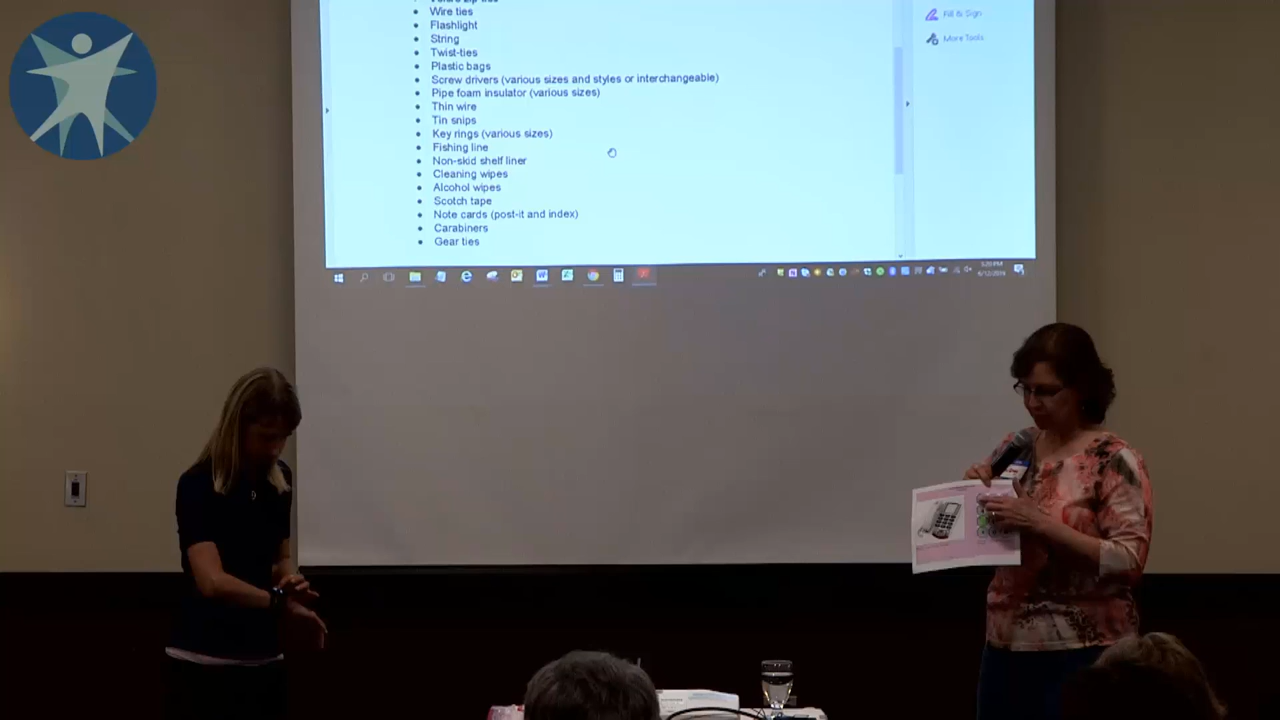 Fill & Sign
More Tools
Wire ties
Flashlight
String
Twist-ties
Plastic bags
Screw drivers (various sizes and styles or interchangeable)
Pipe foam insulator (various sizes)
Thin wire
Tin snips
Key rings (various sizes)
Fishing line
Non-skid shelf liner
Cleaning wipes
Alcohol wipes
Scotch tape
Note cards (post-it and index)
Carabiners
Gear ties